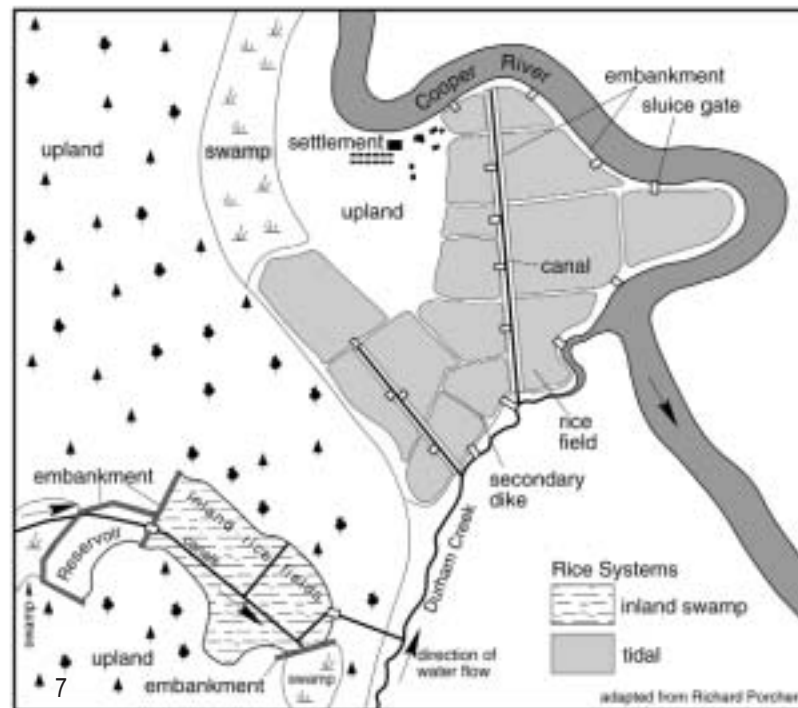 Cooper River
embankment
sluice gate
upland
swamp
settlement
upland
canal
rice
field
secondary
dike
embankment
Reservoir
inland rice fields
canals
Durham Creek
swamp
upland
embankment
swamp
direction of
water flow
Rice Systems
inland swamp
tidal
7
adapted from Richard Porcher